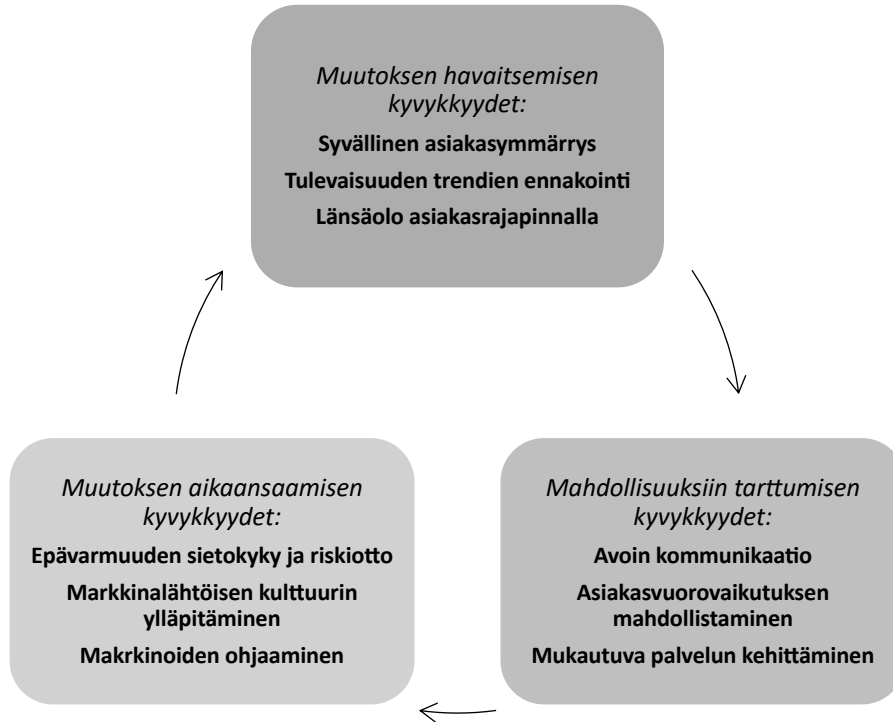 Muutoksen havaitsemisen
kyvykkyydet:
Syvällinen asiakasymmärrys
Tulevaisuuden trendien ennakointi
Länsäolo asiakasrajapinnalla
Muutoksen aikaansaamisen
kyvykkyydet:
Epävarmuuden sietokyky ja riskiotto
Markkinalähtöisen kulttuurin
ylläpitäminen
Makrkinoiden ohjaaminen
Mahdollisuuksiin tarttumisen
kyvykkyydet:
Avoin kommunikaatio
Asiakasvuorovaikutuksen
mahdollistaminen
Mukautuva palvelun kehittäminen